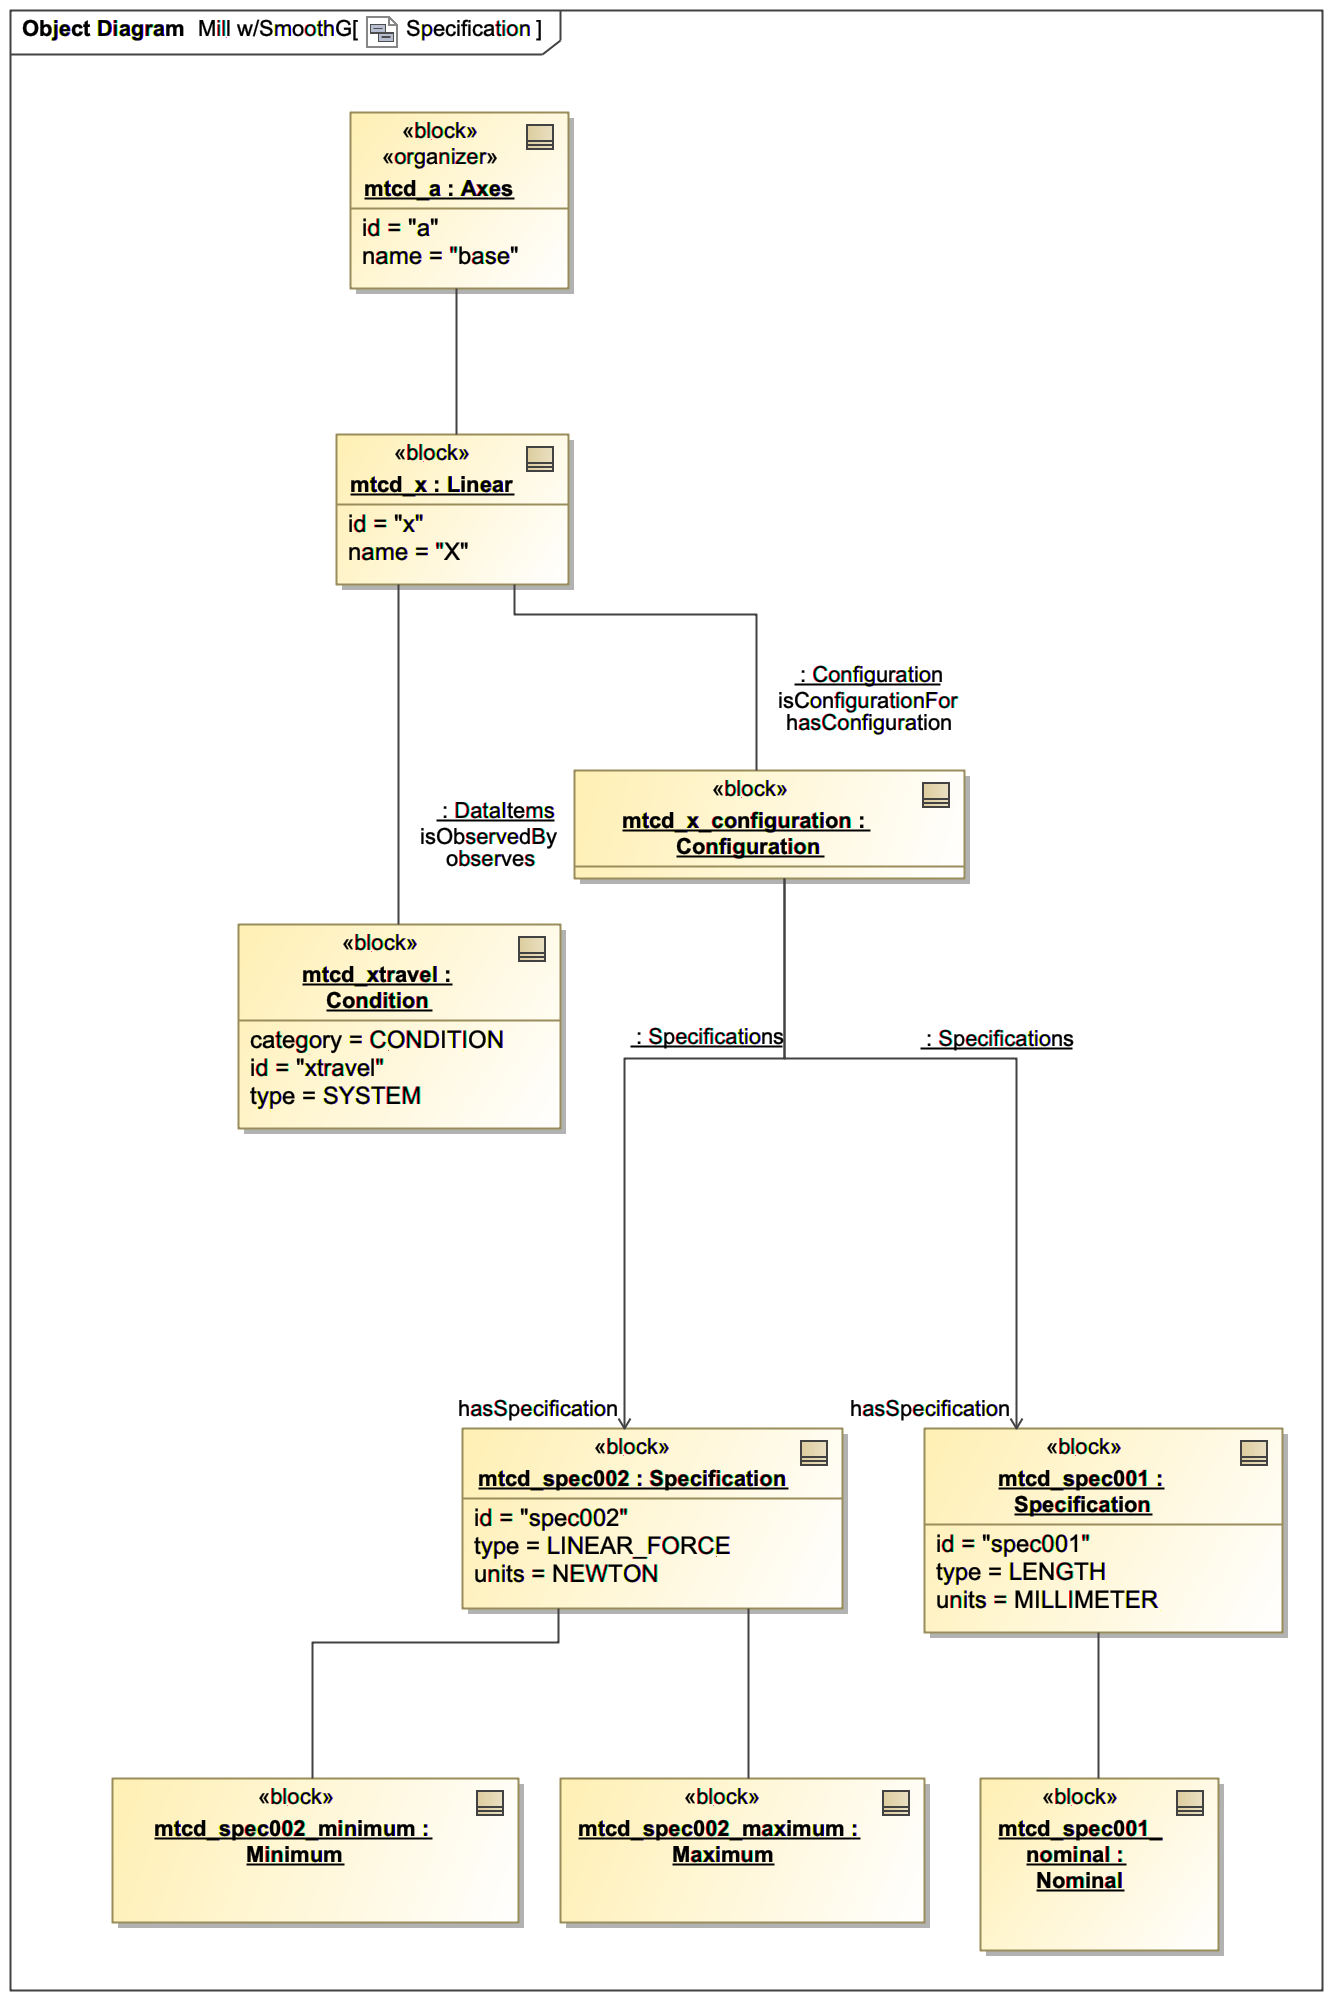 Object Diagram Mill w/SmoothG[ Specification ]
«block»
«organizer»
mtcd_a : Axes
id = "a"
name = "base"
«block»
mtcd_x : Linear
id = "x"
name = "X"
: Configuration
isConfigurationFor
hasConfiguration
: DataItems
isObservedBy
observes
«block»
mtcd_x_configuration :
Configuration
«block»
mtcd_xtravel :
Condition
category = CONDITION
id = "xtravel"
type = SYSTEM
: Specifications
: Specifications
hasSpecification
hasSpecification
«block»
mtcd_spec002 : Specification
id = "spec002"
type = LINEAR_FORCE
units = NEWTON
«block»
mtcd_spec001 :
Specification
id = "spec001"
type = LENGTH
units = MILLIMETER
«block»
mtcd_spec002_minimum :
Minimum
«block»
mtcd_spec002_maximum :
Maximum
«block»
mtcd_spec001_
nominal :
Nominal